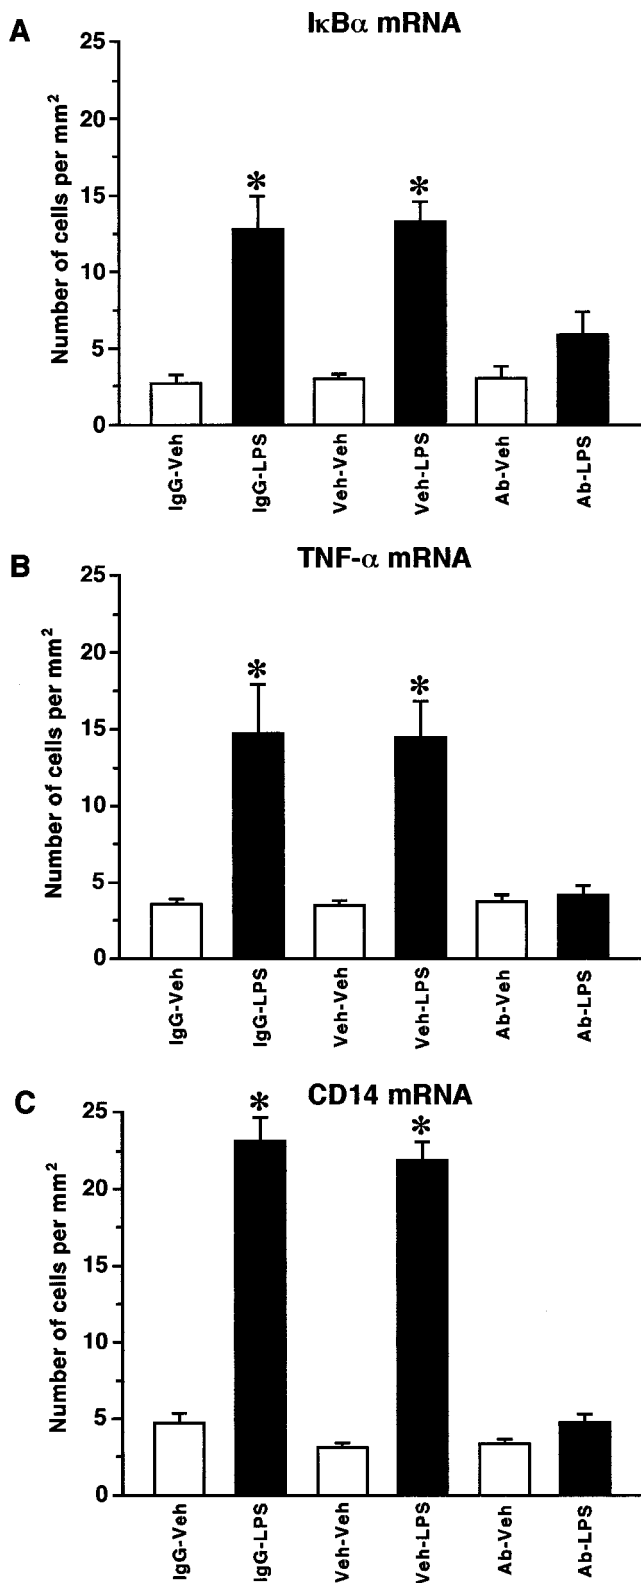 A
IκBα mRNA
Number of cells per mm²
25
20
15
10
5
0
*
*
IgG-Veh
IgG-LPS
Veh-Veh
Veh-LPS
Ab-Veh
Ab-LPS
B
TNF-α mRNA
Number of cells per mm²
25
20
15
10
5
0
*
*
IgG-Veh
IgG-LPS
Veh-Veh
Veh-LPS
Ab-Veh
Ab-LPS
C
CD14 mRNA
Number of cells per mm²
25
20
15
10
5
0
*
*
IgG-Veh
IgG-LPS
Veh-Veh
Veh-LPS
Ab-Veh
Ab-LPS